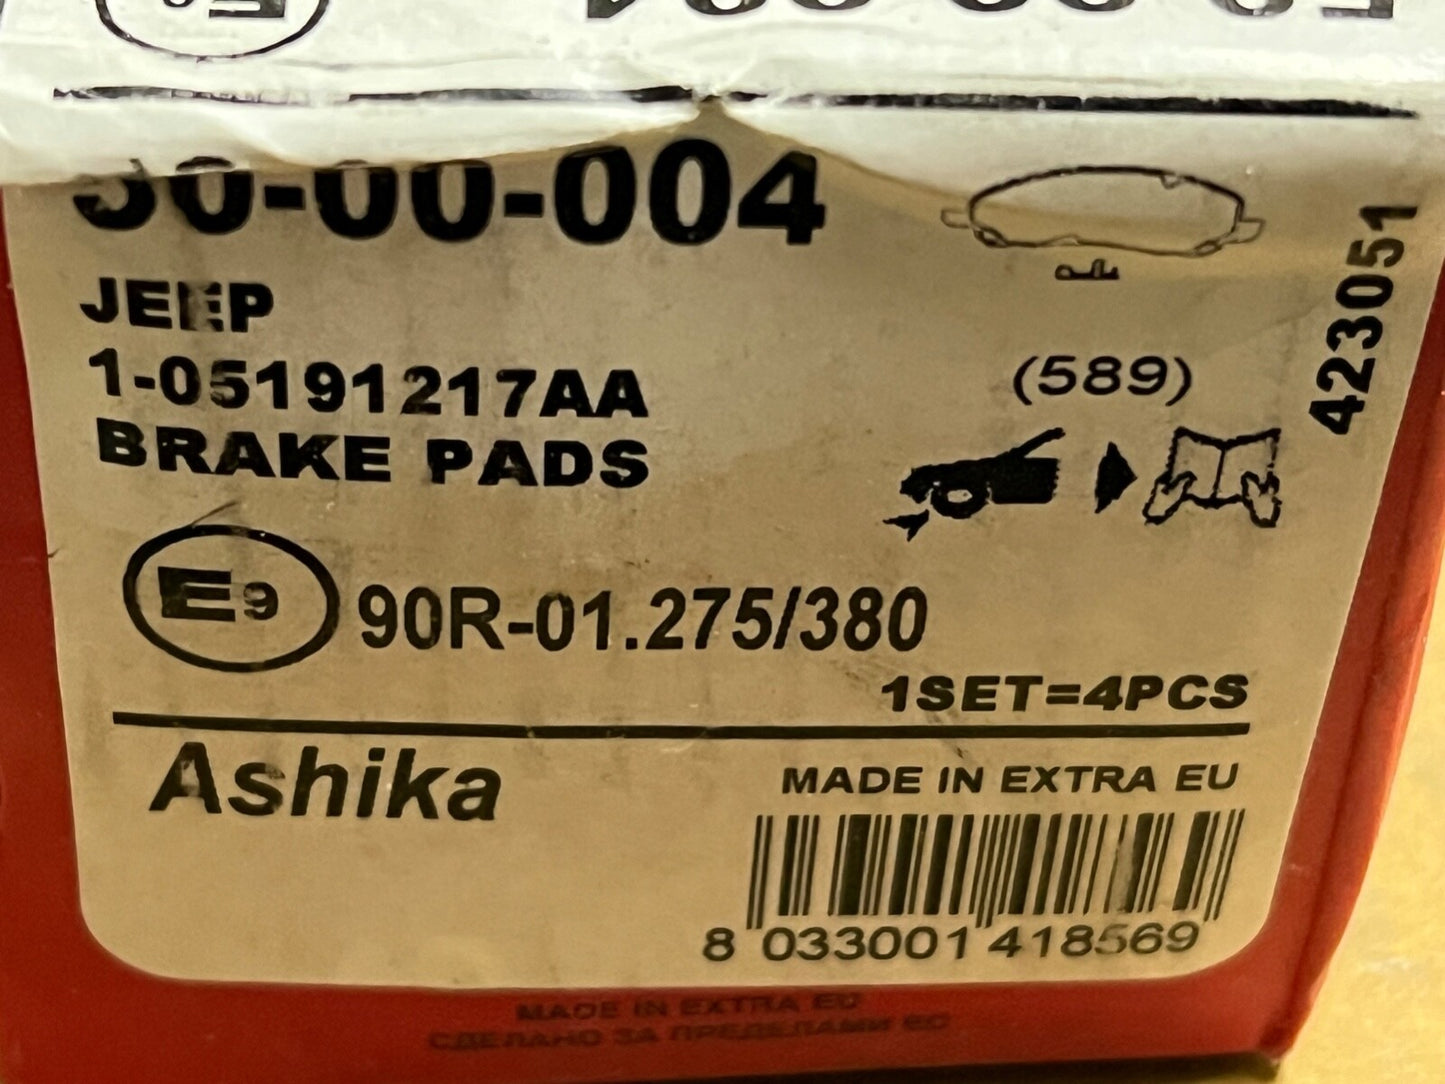 50-00-004
JEEP
1-05191217AA
BRAKE PADS
(589)
423051
E9 90R-01.275/380
1SET=4PCS
Ashika
MADE IN EXTRA EU
8 033001 418569
MADE IN EXTRA EU
СДЕЛАНО ЗА ПРЕДЕЛАМИ ЕС